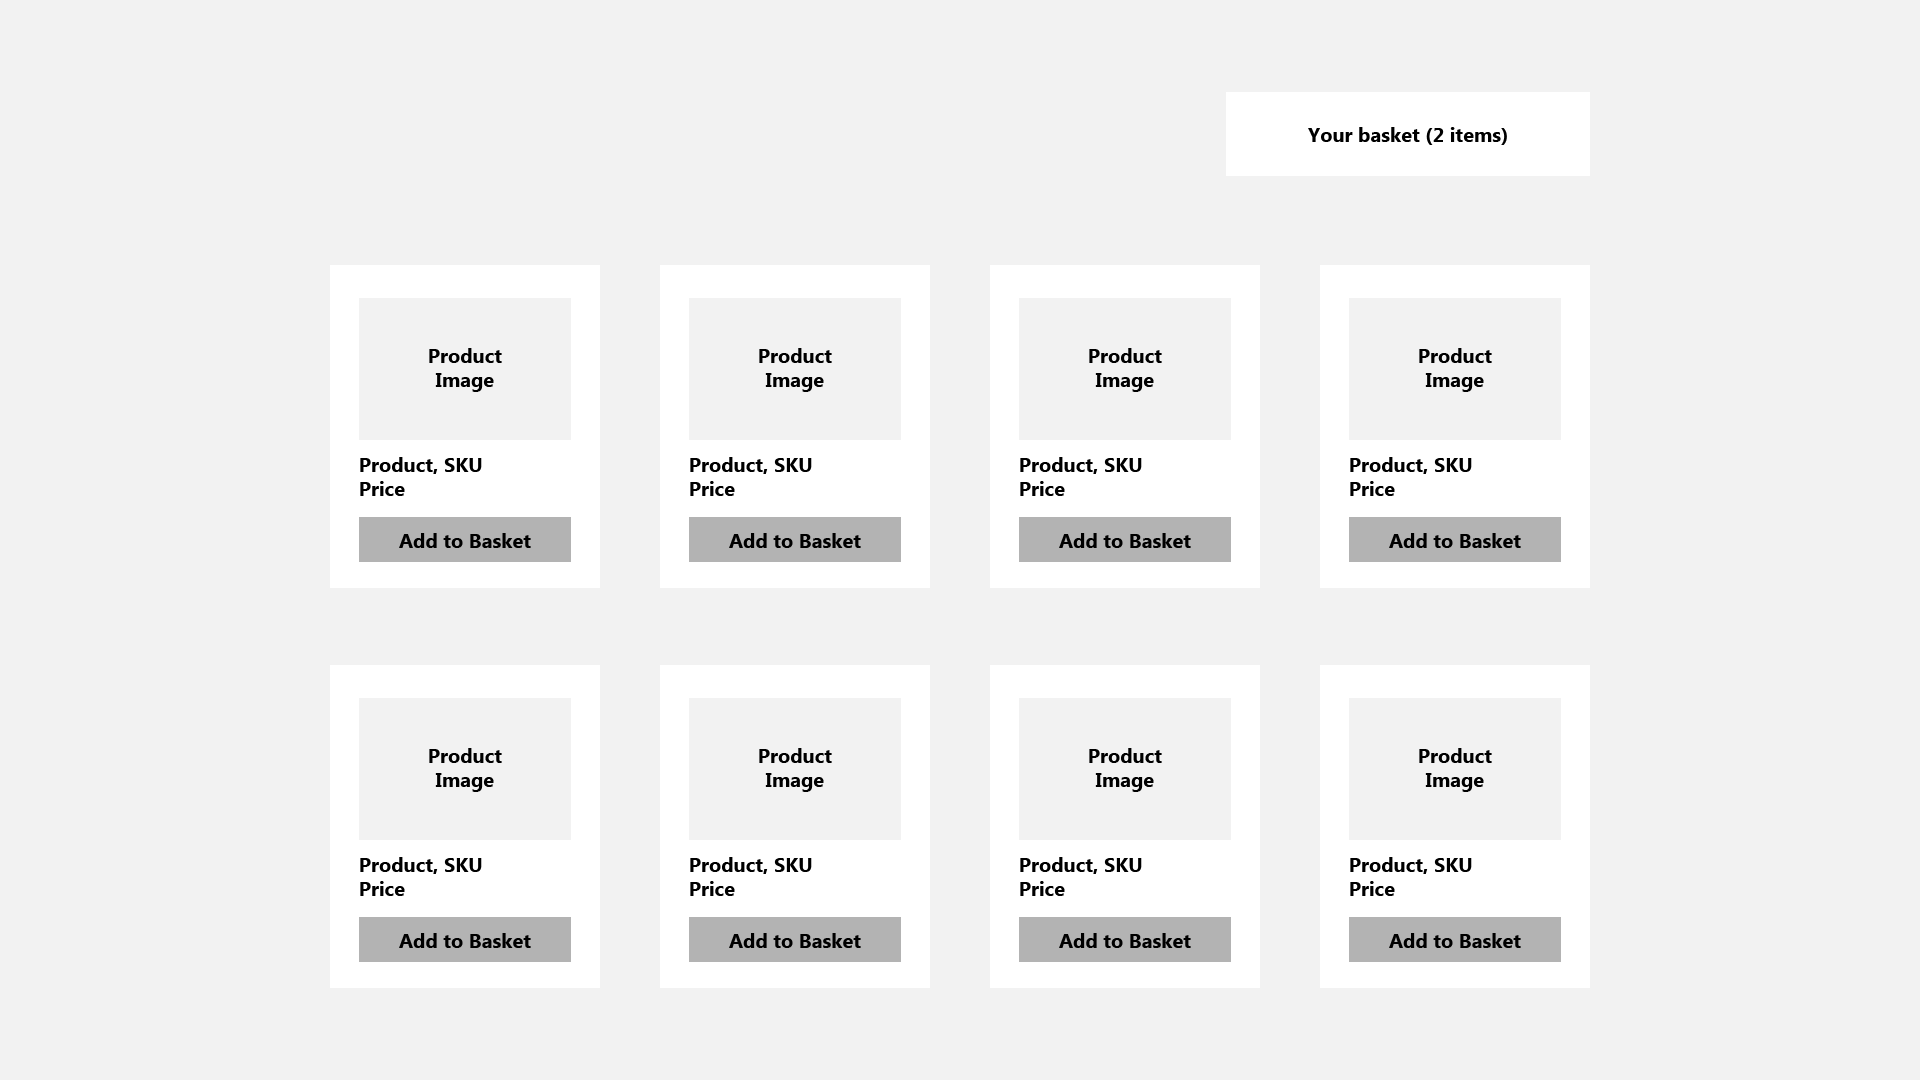 Your basket (2 items)
Product
Image
Product, SKU
Price
Add to Basket
Product
Image
Product, SKU
Price
Add to Basket
Product
Image
Product, SKU
Price
Add to Basket
Product
Image
Product, SKU
Price
Add to Basket
Product
Image
Product, SKU
Price
Add to Basket
Product
Image
Product, SKU
Price
Add to Basket
Product
Image
Product, SKU
Price
Add to Basket
Product
Image
Product, SKU
Price
Add to Basket